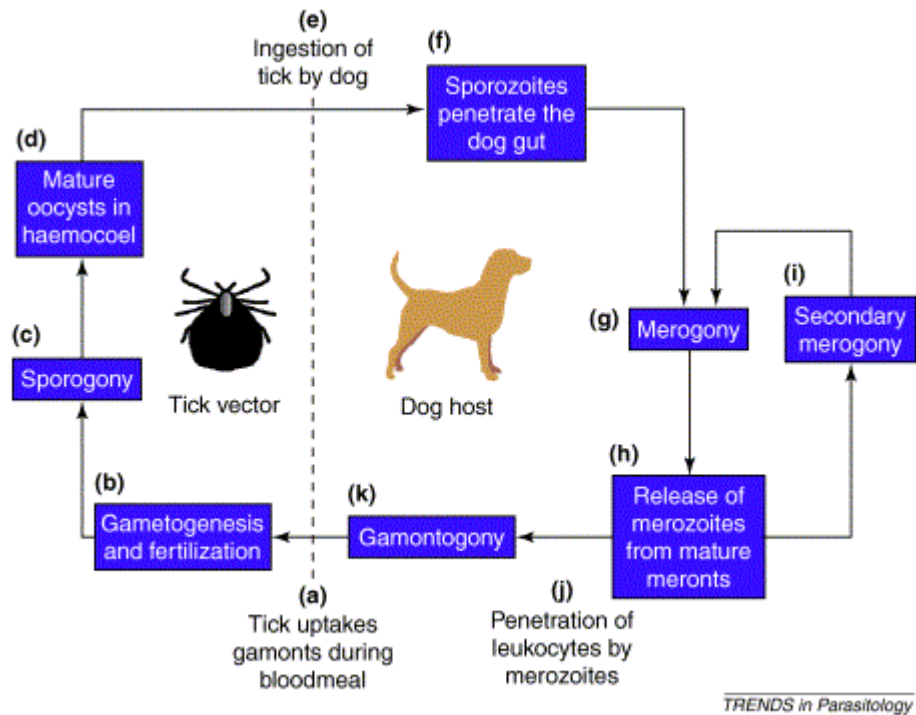 (e)
Ingestion of
tick by dog
(f)
Sporozoites
penetrate the
dog gut
(d)
Mature
oocysts in
haemocoel
(i)
Secondary
merogony
(g)
Merogony
(c)
Sporogony
Tick vector
Dog host
(h)
Release of
merozoites
from mature
meronts
(b)
Gametogenesis
and fertilization
(k)
Gamontogony
(a)
Tick uptakes
gamonts during
bloodmeal
(j)
Penetration of
leukocytes by
merozoites
TRENDS in Parasitology